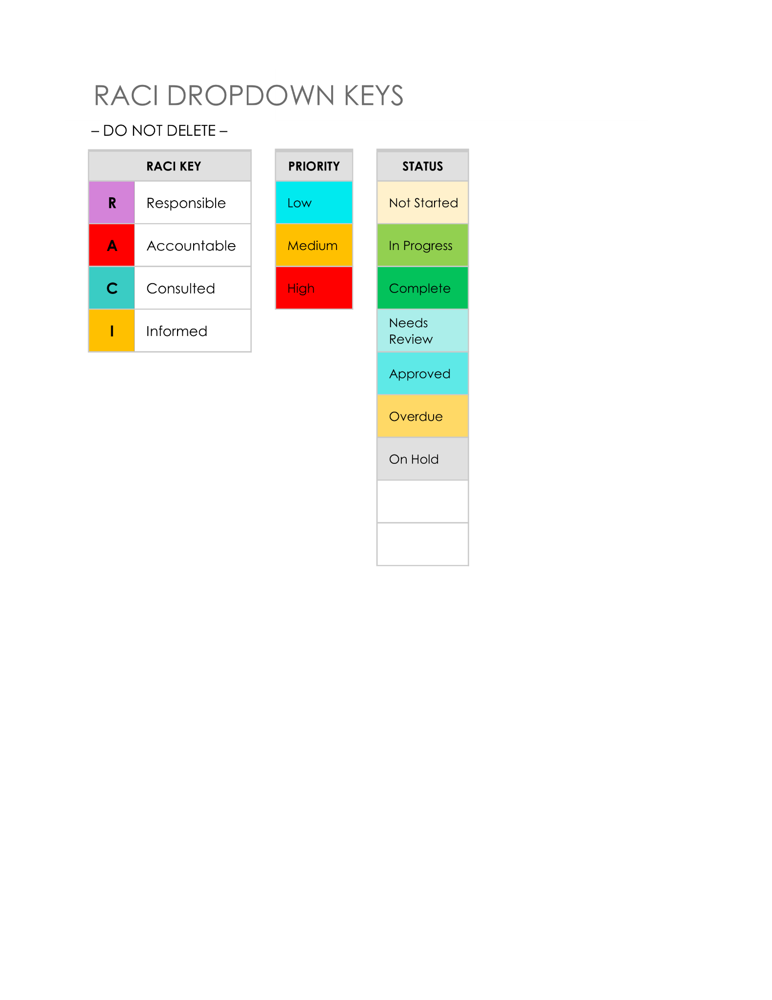 RACI DROPDOWN KEYS
– DO NOT DELETE –
RACI KEY
R Responsible
A Accountable
C Consulted
I Informed
PRIORITY
Low
Medium
High
STATUS
Not Started
In Progress
Complete
Needs
Review
Approved
Overdue
On Hold